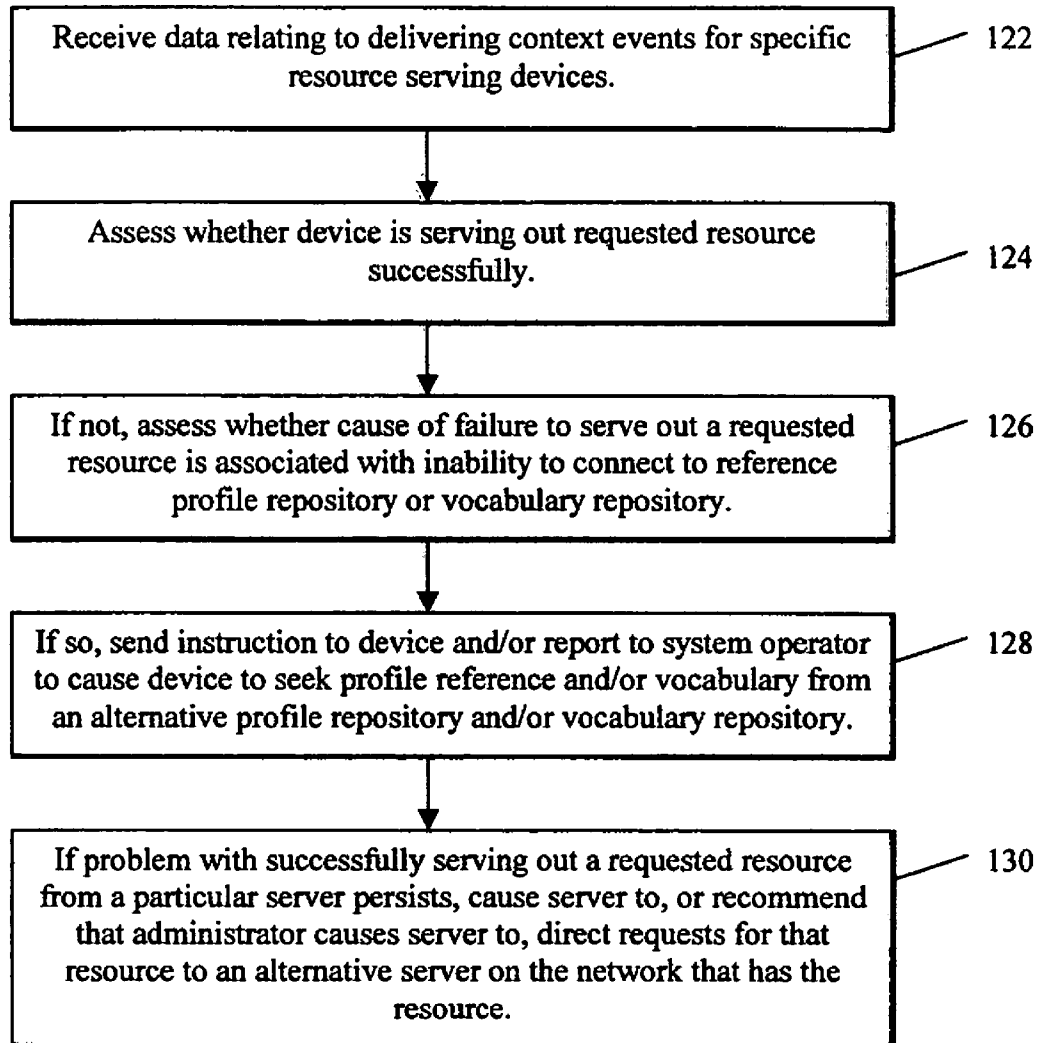 Receive data relating to delivering context events for specific
resource serving devices.
122
Assess whether device is serving out requested resource
successfully.
124
If not, assess whether cause of failure to serve out a requested
resource is associated with inability to connect to reference
profile repository or vocabulary repository.
126
If so, send instruction to device and/or report to system operator
to cause device to seek profile reference and/or vocabulary from
an alternative profile repository and/or vocabulary repository.
128
If problem with successfully serving out a requested resource
from a particular server persists, cause server to, or recommend
that administrator causes server to, direct requests for that
resource to an alternative server on the network that has the
resource.
130